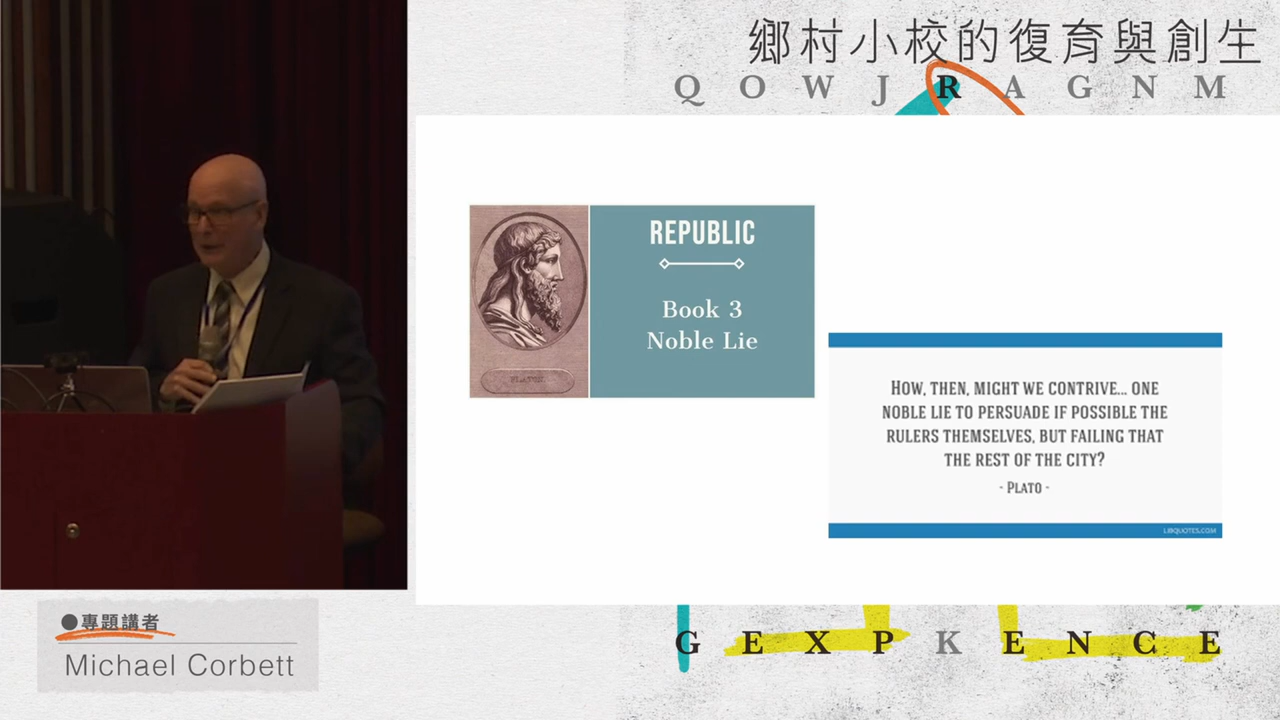 鄉村小校的復育與創生
Q O W J R A G N M
REPUBLIC
Book 3
Noble Lie
PLATO.
HOW, THEN, MIGHT WE CONTRIVE... ONE
NOBLE LIE TO PERSUADE IF POSSIBLE THE
RULERS THEMSELVES, BUT FAILING THAT
THE REST OF THE CITY?
- PLATO -
LIBQUOTES.COM
G E X P K E N C E
●專題講者
Michael Corbett